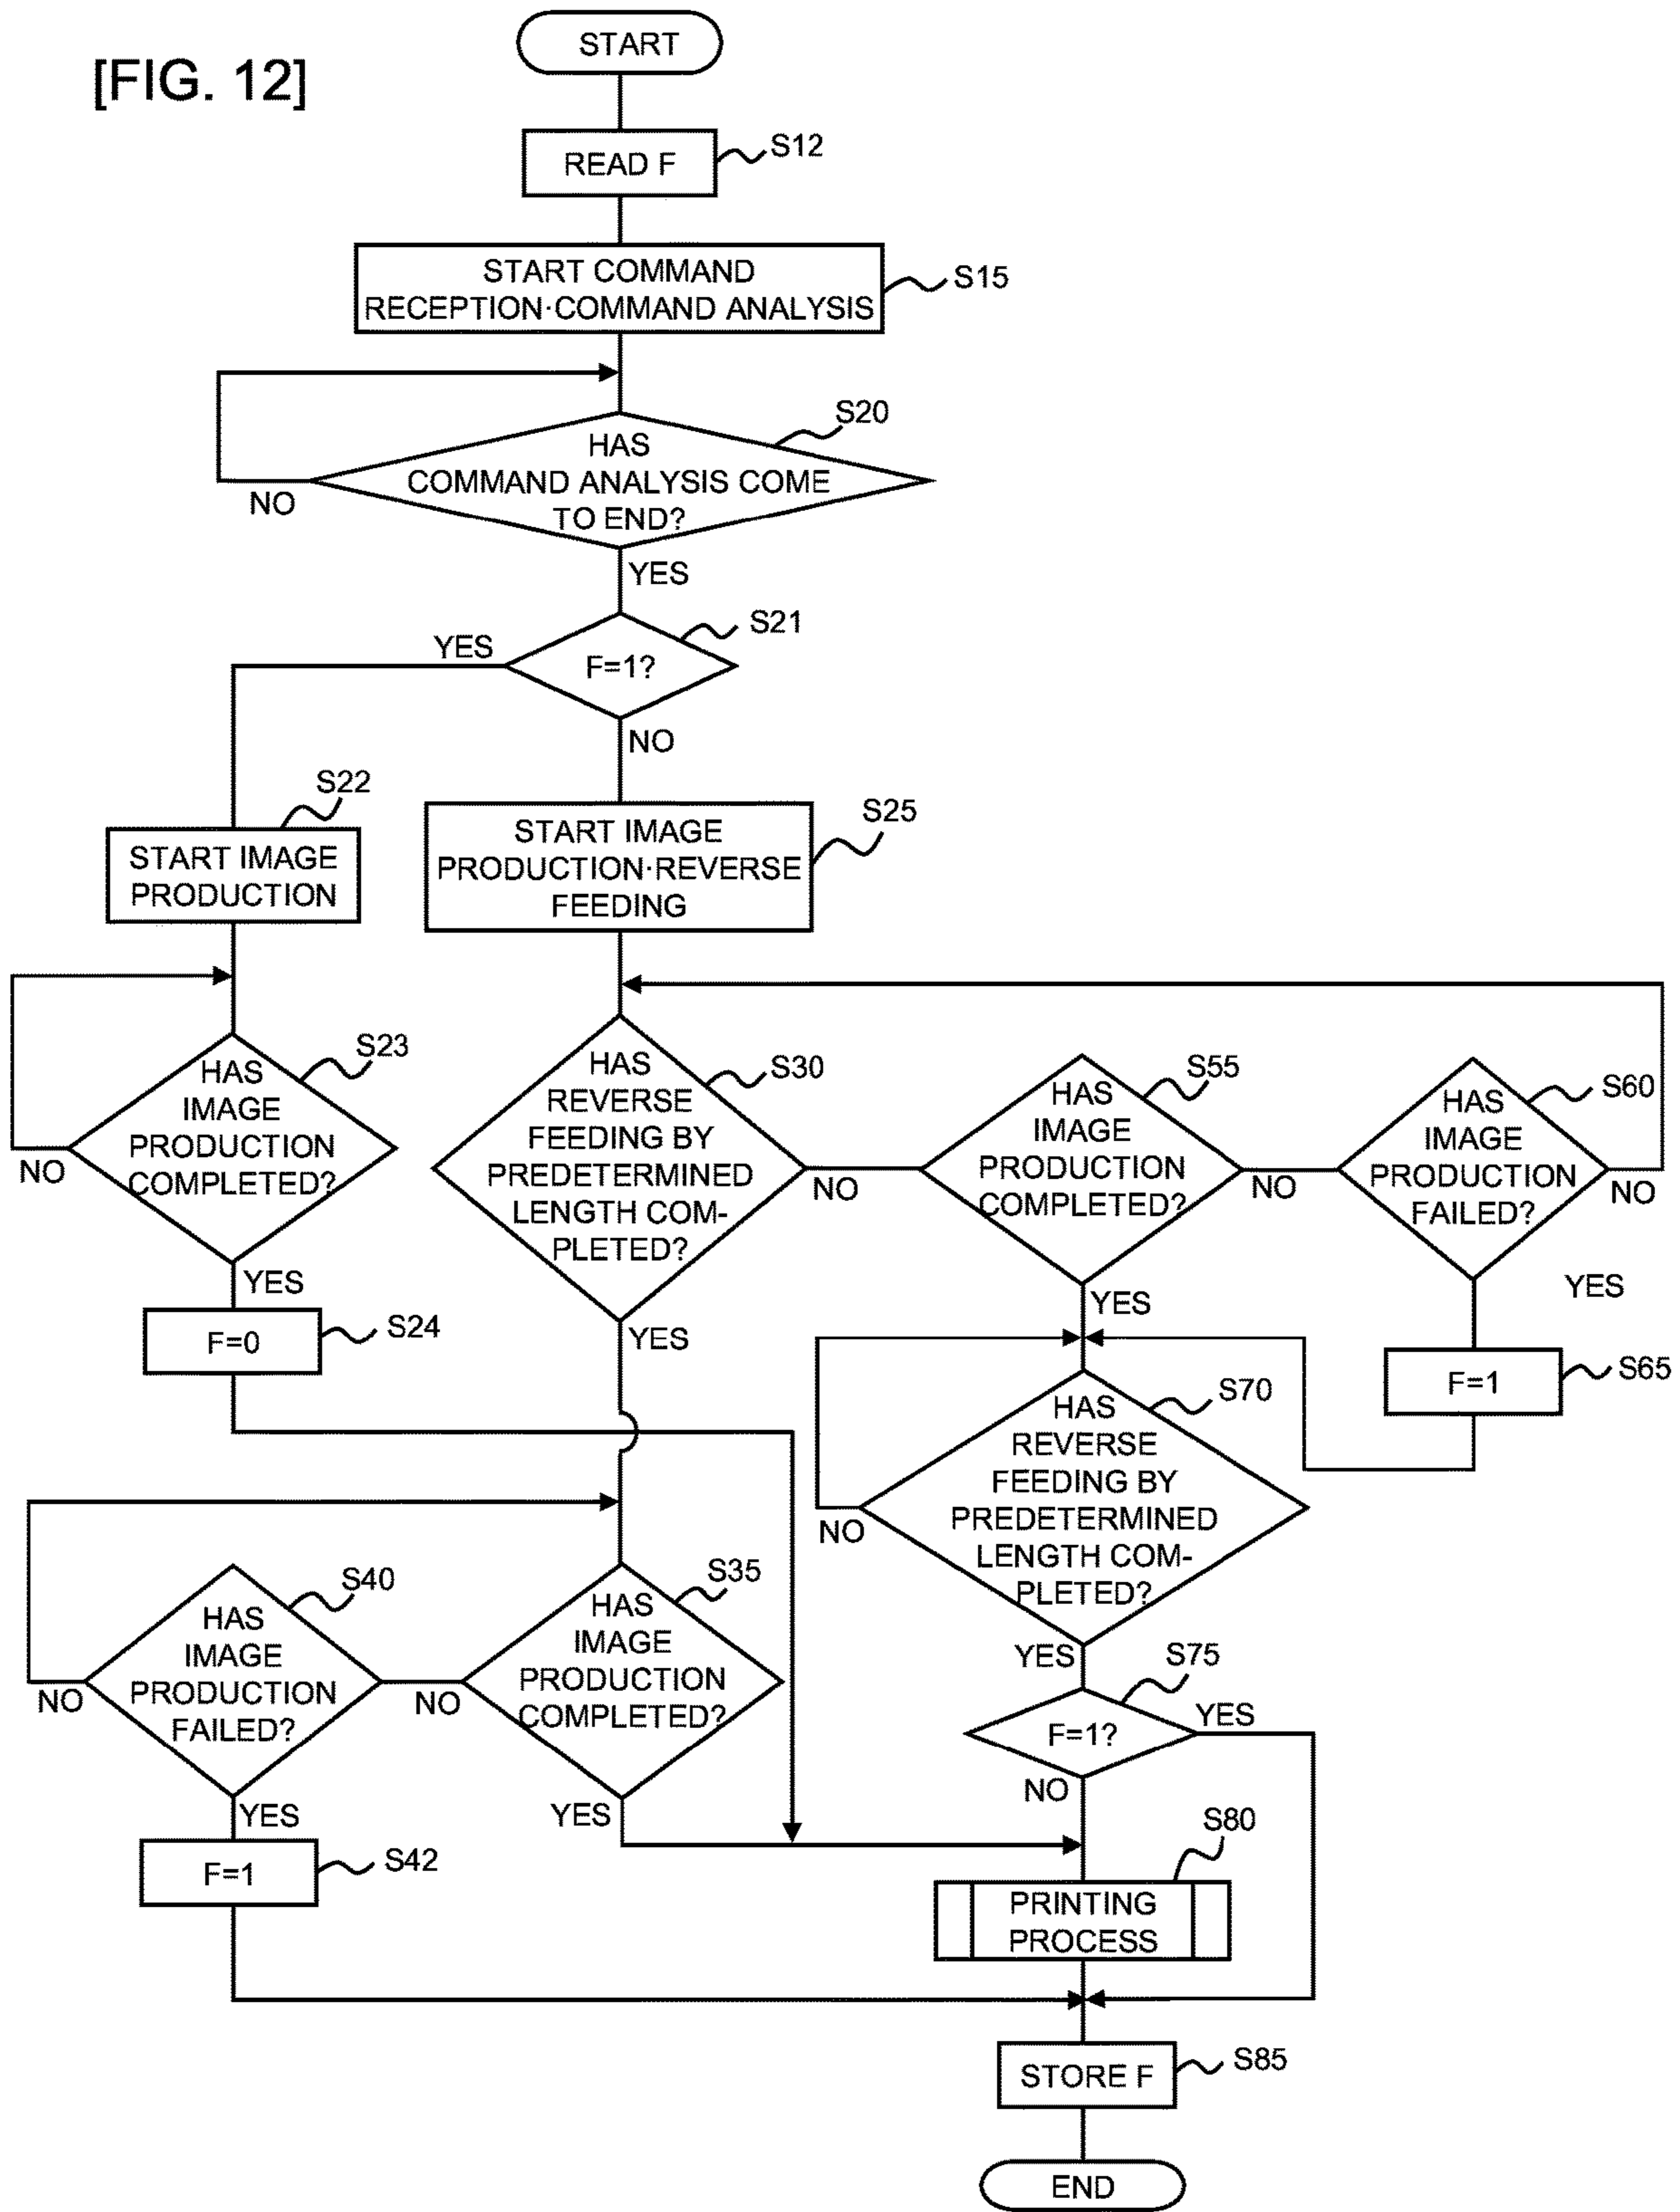 [FIG. 12]
START
READ F
S12
START COMMAND
RECEPTION·COMMAND ANALYSIS
S15
S20
HAS
COMMAND ANALYSIS COME
TO END?
NO
YES
S21
YES
F=1?
NO
S22
START IMAGE
PRODUCTION
S25
START IMAGE
PRODUCTION·REVERSE
FEEDING
S23
HAS
IMAGE
PRODUCTION
COMPLETED?
NO
YES
S30
HAS
REVERSE
FEEDING BY
PREDETERMINED
LENGTH COM-
PLETED?
NO
YES
S55
HAS
IMAGE
PRODUCTION
COMPLETED?
NO
YES
S60
HAS
IMAGE
PRODUCTION
FAILED?
NO
YES
F=0
S24
F=1
S65
S70
HAS
REVERSE
FEEDING BY
PREDETERMINED
LENGTH COM-
PLETED?
NO
YES
S40
HAS
IMAGE
PRODUCTION
FAILED?
NO
YES
S35
HAS
IMAGE
PRODUCTION
COMPLETED?
NO
YES
S75
F=1?
YES
NO
F=1
S42
S80
PRINTING
PROCESS
STORE F
S85
END